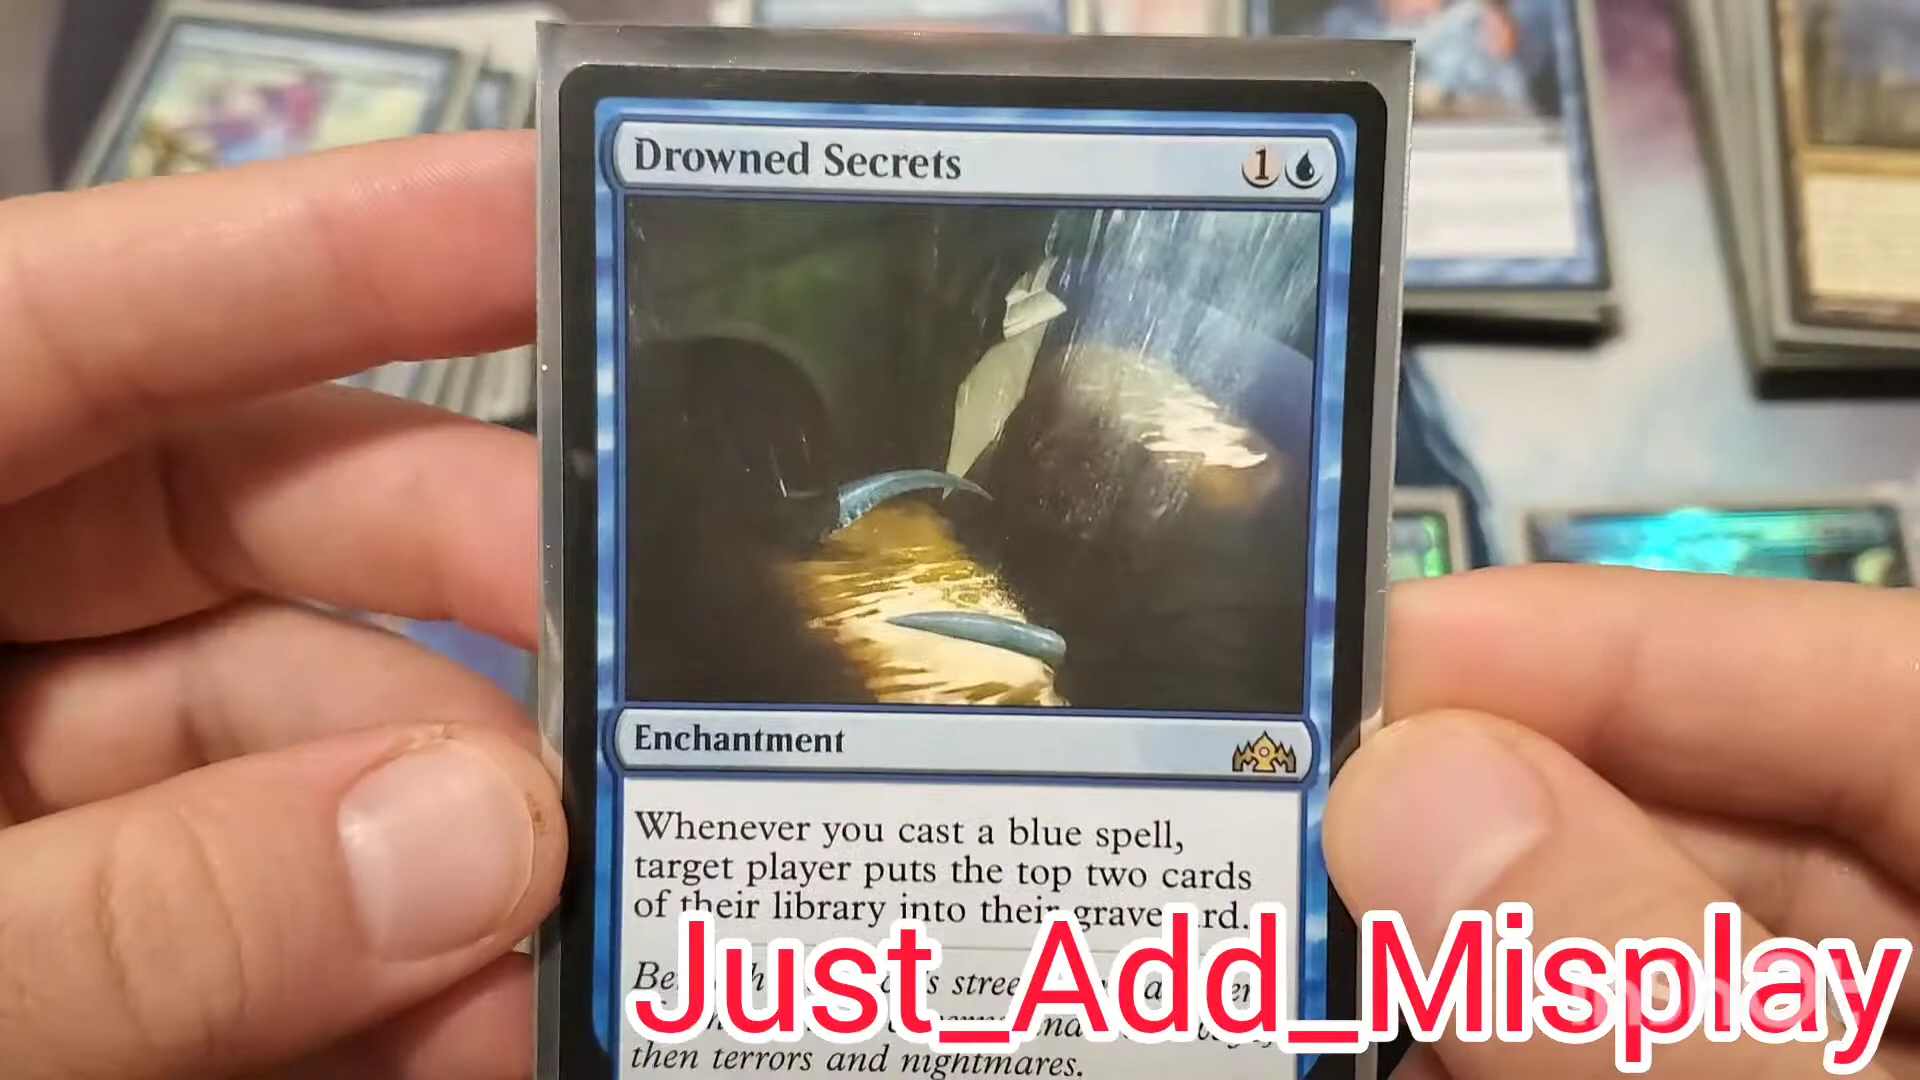 Drowned Secrets 1
Enchantment
Whenever you cast a blue spell,
target player puts the top two cards
of their library into their graveyard.
Just_Add_Misplay
then terrors and nightmares.